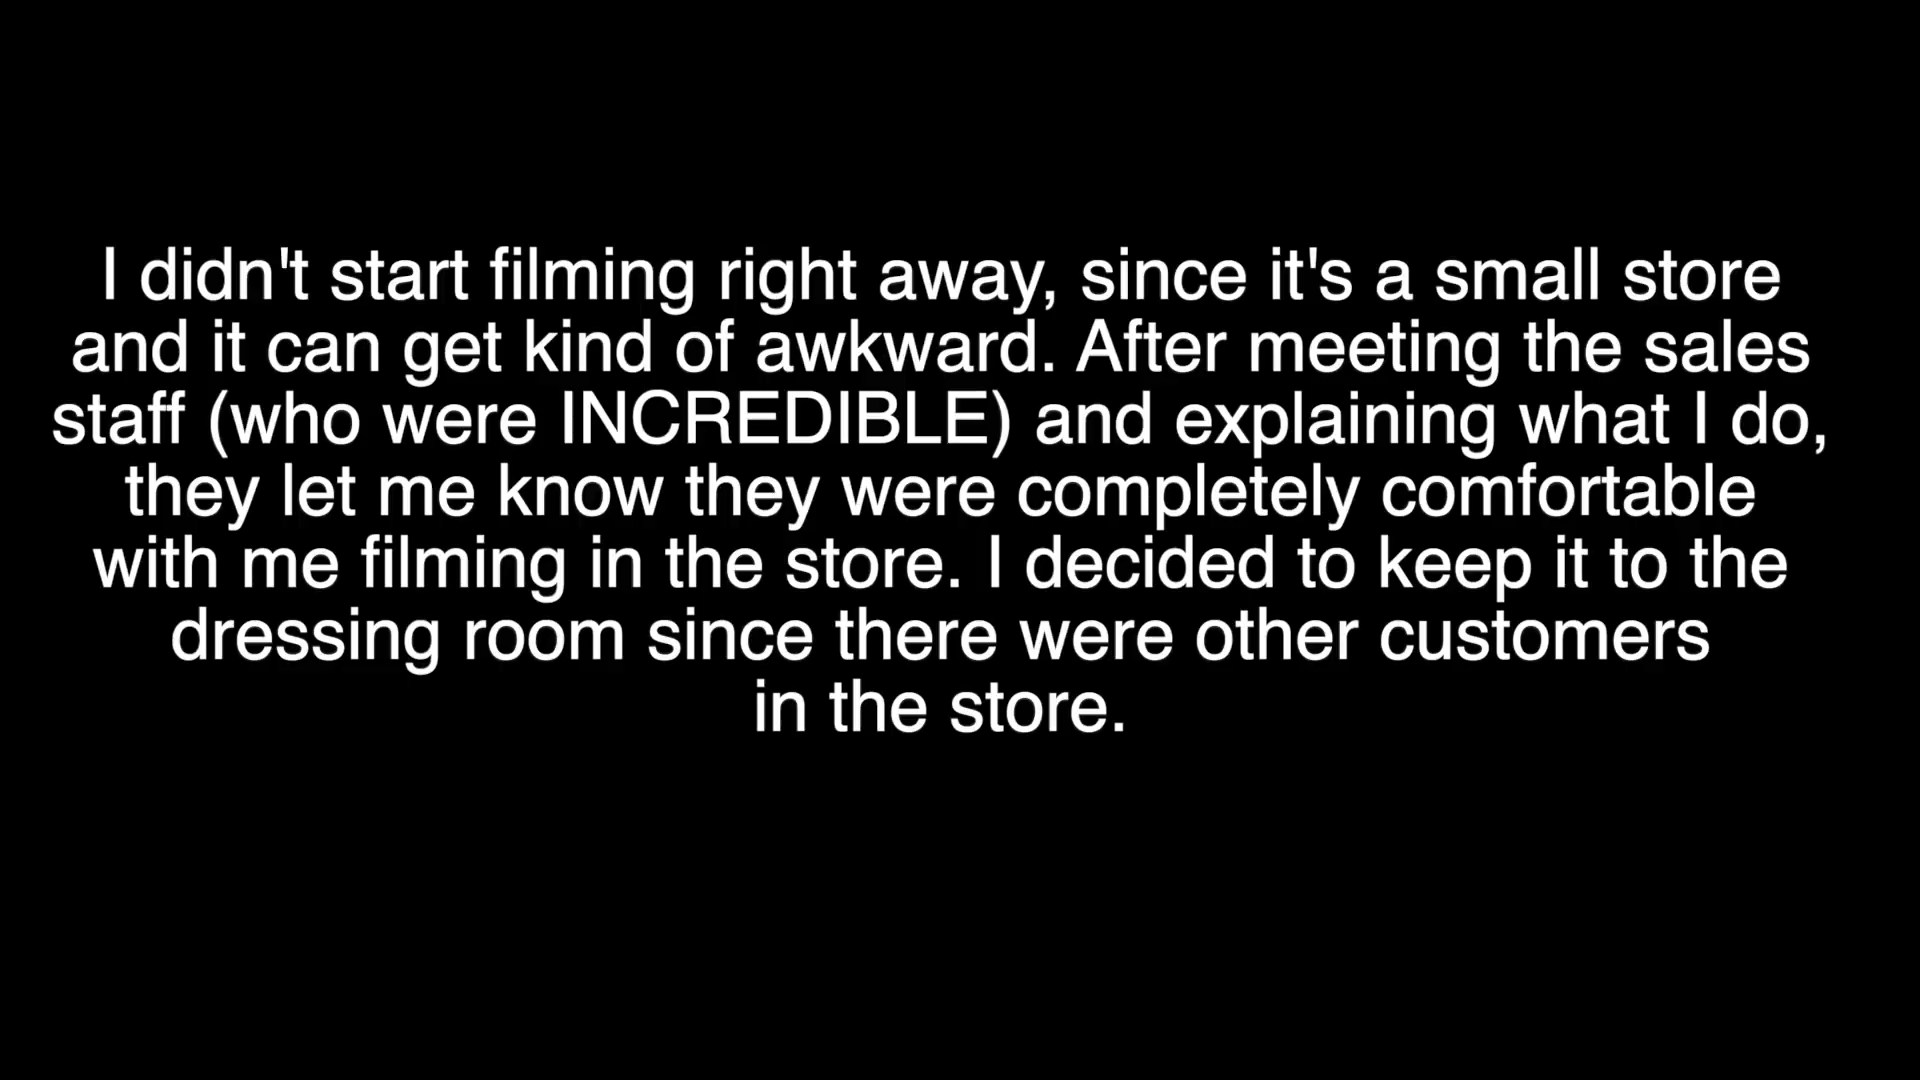 I didn't start filming right away, since it's a small store
and it can get kind of awkward. After meeting the sales
staff (who were INCREDIBLE) and explaining what I do,
they let me know they were completely comfortable
with me filming in the store. I decided to keep it to the
dressing room since there were other customers
in the store.